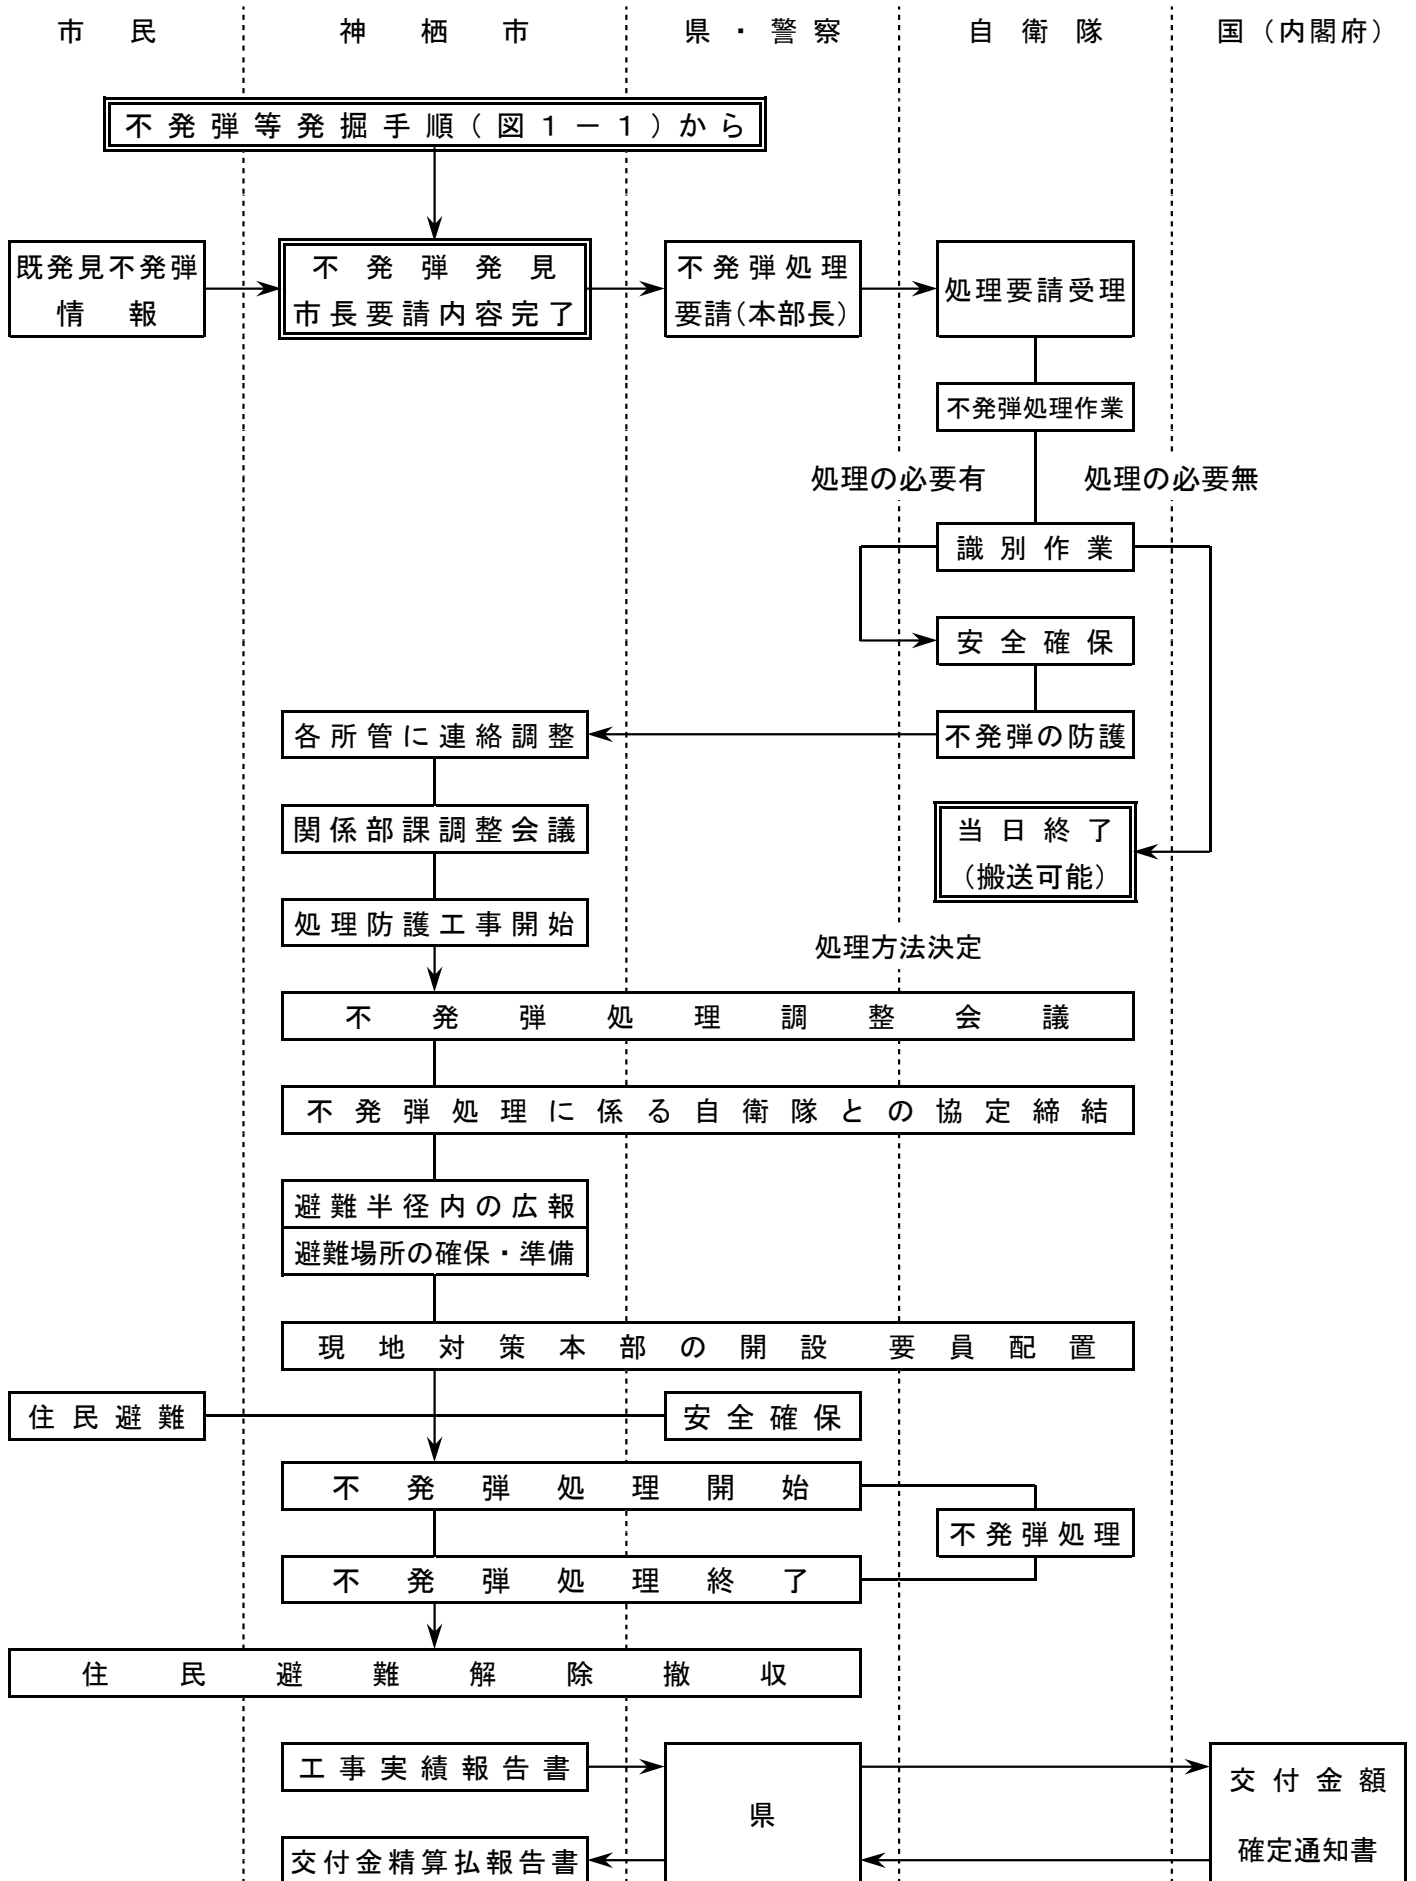 市民 神栖市 県・警察 自衛隊 国（内閣府）
不発弾等発掘手順（図１－１）から
既発見不発弾
情報
不発弾発見
市長要請内容完了
不発弾処理
要請（本部長）
処理要請受理
不発弾処理作業
処理の必要有
処理の必要無
識別作業
安全確保
各所管に連絡調整
不発弾の防護
関係部課調整会議
当日終了
（搬送可能）
処理防護工事開始
処理方法決定
不発弾処理調整会議
不発弾処理に係る自衛隊との協定締結
避難半径内の広報
避難場所の確保・準備
現地対策本部の開設 要員配置
住民避難
安全確保
不発弾処理開始
不発弾処理
不発弾処理終了
住民避難解除撤収
工事実績報告書
県
交付金額
確定通知書
交付金精算払報告書